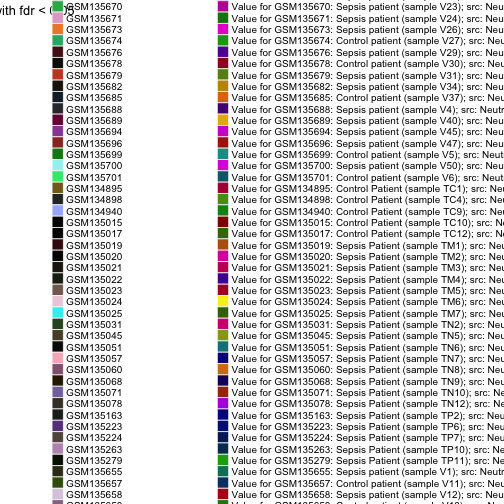 with fdr <
GSM135670 Value for GSM135670: Sepsis patient (sample V23); src: Neu
GSM135671 Value for GSM135671: Sepsis patient (sample V24); src: Neu
GSM135673 Value for GSM135673: Sepsis patient (sample V26); src: Neu
GSM135674 Value for GSM135674: Control patient (sample V27); src: Neu
GSM135676 Value for GSM135676: Sepsis patient (sample V29); src: Neu
GSM135678 Value for GSM135678: Control patient (sample V30); src: Neu
GSM135679 Value for GSM135679: Sepsis patient (sample V31); src: Neu
GSM135682 Value for GSM135682: Sepsis patient (sample V34); src: Neu
GSM135685 Value for GSM135685: Control patient (sample V37); src: Neu
GSM135688 Value for GSM135688: Sepsis patient (sample V4); src: Neutr
GSM135689 Value for GSM135689: Sepsis patient (sample V40); src: Neu
GSM135694 Value for GSM135694: Sepsis patient (sample V45); src: Neu
GSM135696 Value for GSM135696: Sepsis patient (sample V47); src: Neu
GSM135699 Value for GSM135699: Control patient (sample V5); src: Neut
GSM135700 Value for GSM135700: Sepsis patient (sample V50); src: Neu
GSM135701 Value for GSM135701: Control patient (sample V6); src: Neut
GSM134895 Value for GSM134895: Control Patient (sample TC1); src: Neu
GSM134898 Value for GSM134898: Control Patient (sample TC4); src: Neu
GSM134940 Value for GSM134940: Control Patient (sample TC9); src: Neu
GSM135015 Value for GSM135015: Control Patient (sample TC10); src: Ne
GSM135017 Value for GSM135017: Control Patient (sample TC12); src: Ne
GSM135019 Value for GSM135019: Sepsis Patient (sample TM1); src: Neu
GSM135020 Value for GSM135020: Sepsis Patient (sample TM2); src: Neu
GSM135021 Value for GSM135021: Sepsis Patient (sample TM3); src: Neu
GSM135022 Value for GSM135022: Sepsis Patient (sample TM4); src: Neu
GSM135023 Value for GSM135023: Sepsis Patient (sample TM5); src: Neu
GSM135024 Value for GSM135024: Sepsis Patient (sample TM6); src: Neu
GSM135025 Value for GSM135025: Sepsis Patient (sample TM7); src: Neu
GSM135031 Value for GSM135031: Sepsis Patient (sample TN2); src: Neu
GSM135045 Value for GSM135045: Sepsis Patient (sample TN5); src: Neu
GSM135051 Value for GSM135051: Sepsis Patient (sample TN6); src: Neu
GSM135057 Value for GSM135057: Sepsis Patient (sample TN7); src: Neu
GSM135060 Value for GSM135060: Sepsis Patient (sample TN8); src: Neu
GSM135068 Value for GSM135068: Sepsis Patient (sample TN9); src: Neu
GSM135071 Value for GSM135071: Sepsis Patient (sample TN10); src: Ne
GSM135078 Value for GSM135078: Sepsis Patient (sample TN12); src: Ne
GSM135163 Value for GSM135163: Sepsis Patient (sample TP2); src: Neu
GSM135223 Value for GSM135223: Sepsis Patient (sample TP6); src: Neu
GSM135224 Value for GSM135224: Sepsis Patient (sample TP7); src: Neu
GSM135263 Value for GSM135263: Sepsis Patient (sample TP10); src: Ne
GSM135279 Value for GSM135279: Sepsis Patient (sample TP11); src: Ne
GSM135655 Value for GSM135655: Sepsis patient (sample V1); src: Neutr
GSM135657 Value for GSM135657: Control patient (sample V11); src: Neu
GSM135658 Value for GSM135658: Sepsis patient (sample V12); src: Neu